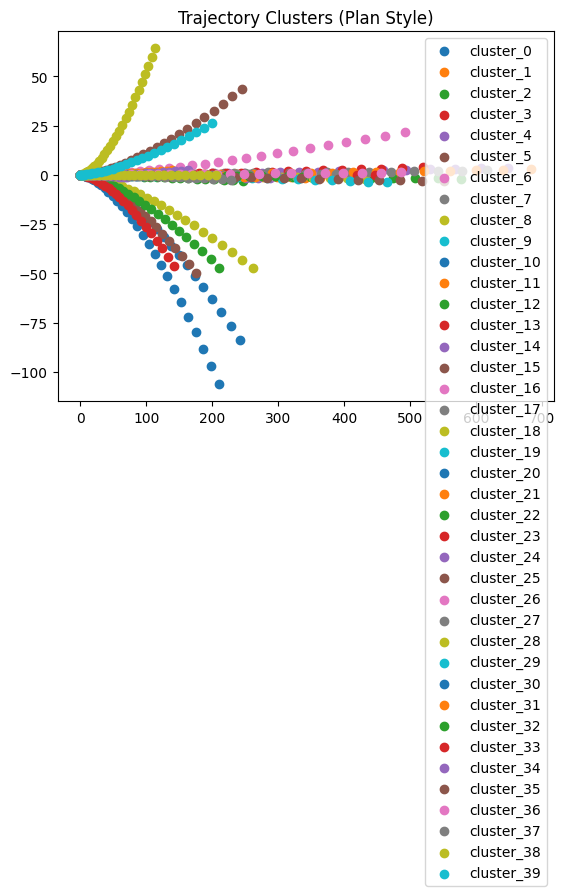 Trajectory Clusters (Plan Style)
50
25
0
−25
−50
−75
−100
0
100
200
300
400
500
600
700
cluster_0
cluster_1
cluster_2
cluster_3
cluster_4
cluster_5
cluster_6
cluster_7
cluster_8
cluster_9
cluster_10
cluster_11
cluster_12
cluster_13
cluster_14
cluster_15
cluster_16
cluster_17
cluster_18
cluster_19
cluster_20
cluster_21
cluster_22
cluster_23
cluster_24
cluster_25
cluster_26
cluster_27
cluster_28
cluster_29
cluster_30
cluster_31
cluster_32
cluster_33
cluster_34
cluster_35
cluster_36
cluster_37
cluster_38
cluster_39